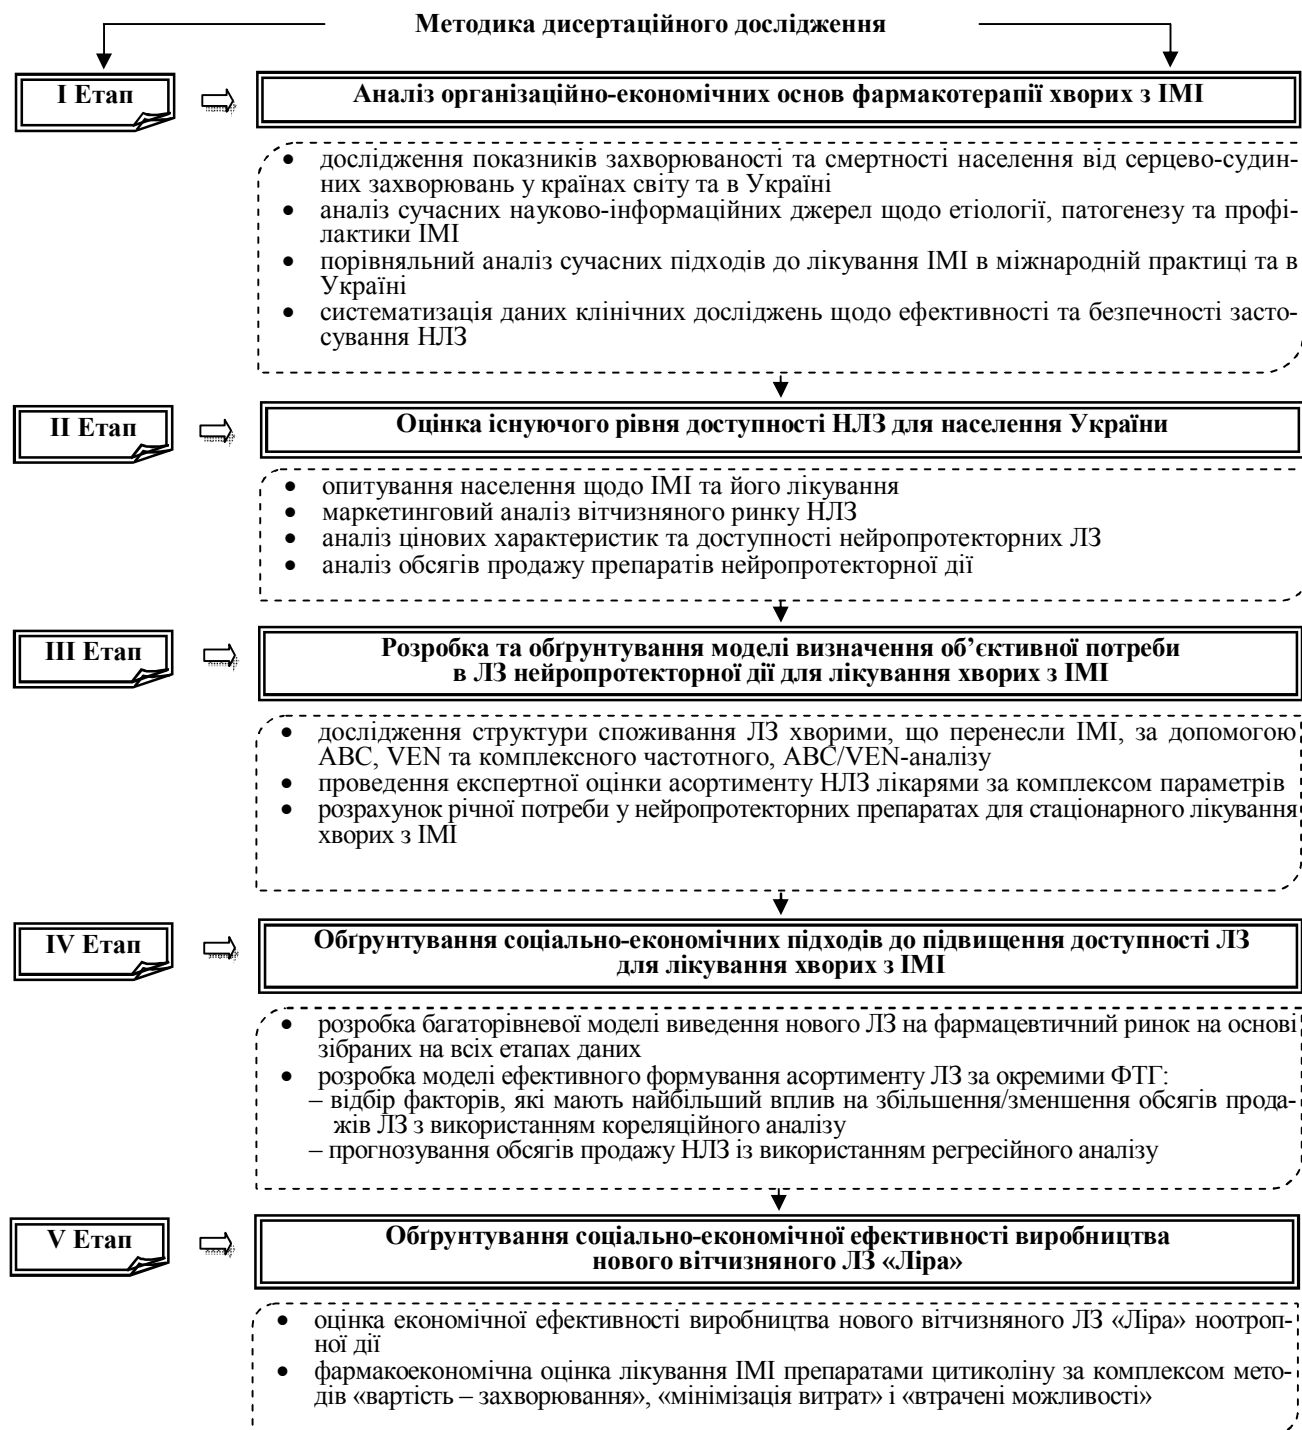 Методика дисертаційного дослідження
І Етап
Аналіз організаційно-економічних основ фармакотерапії хворих з ІМІ
• дослідження показників захворюваності та смертності населення від серцево-судин-
них захворювань у країнах світу та в Україні
• аналіз сучасних науково-інформаційних джерел щодо етіології, патогенезу та профі-
лактики ІМІ
• порівняльний аналіз сучасних підходів до лікування ІМІ в міжнародній практиці та в
Україні
• систематизація даних клінічних досліджень щодо ефективності та безпечності засто-
сування НЛЗ
ІІ Етап
Оцінка існуючого рівня доступності НЛЗ для населення України
• опитування населення щодо ІМІ та його лікування
• маркетинговий аналіз вітчизняного ринку НЛЗ
• аналіз цінових характеристик та доступності нейропротекторних ЛЗ
• аналіз обсягів продажу препаратів нейропротекторної дії
ІІІ Етап
Розробка та обґрунтування моделі визначення об’єктивної потреби
в ЛЗ нейропротекторної дії для лікування хворих з ІМІ
• дослідження структури споживання ЛЗ хворими, що перенесли ІМІ, за допомогою
АВС, VEN та комплексного частотного, ABC/VEN-аналізу
• проведення експертної оцінки асортименту НЛЗ лікарями за комплексом параметрів
• розрахунок річної потреби у нейропротекторних препаратах для стаціонарного лікування
хворих з ІМІ
IV Етап
Обґрунтування соціально-економічних підходів до підвищення доступності ЛЗ
для лікування хворих з ІМІ
• розробка багаторівневої моделі виведення нового ЛЗ на фармацевтичний ринок на основі
зібраних на всіх етапах даних
• розробка моделі ефективного формування асортименту ЛЗ за окремими ФТГ:
– відбір факторів, які мають найбільший вплив на збільшення/зменшення обсягів прода-
жів ЛЗ з використанням кореляційного аналізу
– прогнозування обсягів продажу НЛЗ із використанням регресійного аналізу
V Етап
Обґрунтування соціально-економічної ефективності виробництва
нового вітчизняного ЛЗ «Ліра»
• оцінка економічної ефективності виробництва нового вітчизняного ЛЗ «Ліра» ноотроп-
ної дії
• фармакоекономічна оцінка лікування ІМІ препаратами цитиколіну за комплексом мето-
дів «вартість – захворювання», «мінімізація витрат» і «втрачені можливості»